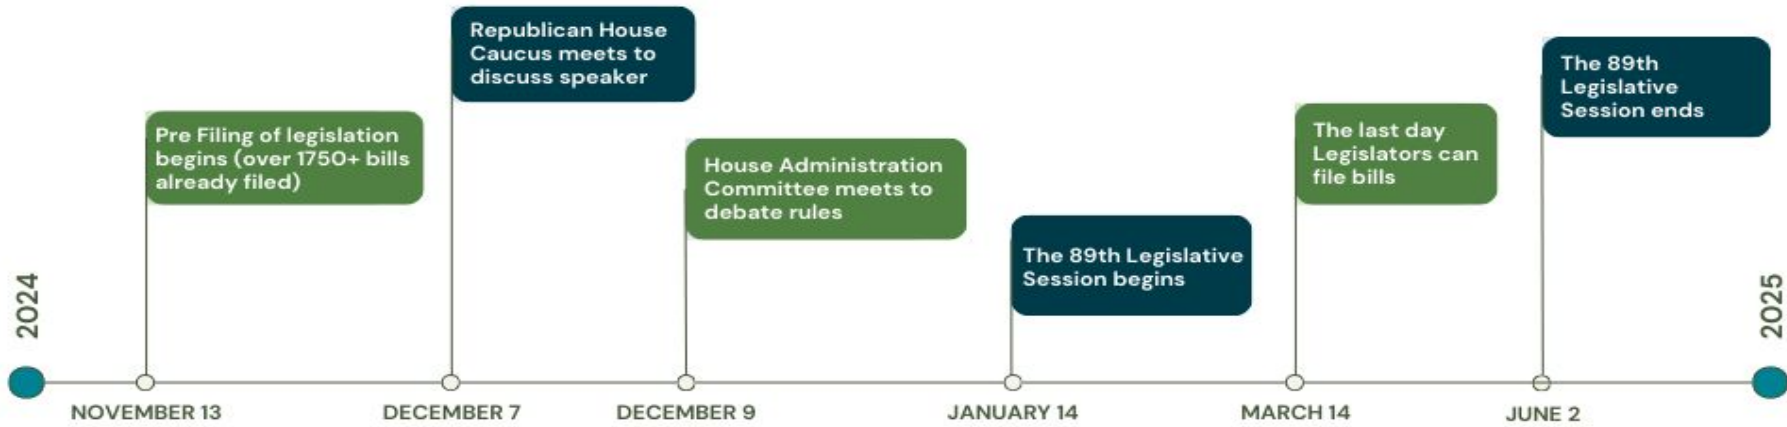 2024
Pre Filing of legislation
begins (over 1750+ bills
already filed)
NOVEMBER 13
Republican House
Caucus meets to
discuss speaker
DECEMBER 7
House Administration
Committee meets to
debate rules
DECEMBER 9
The 89th Legislative
Session begins
JANUARY 14
The last day
Legislators can
file bills
MARCH 14
The 89th
Legislative
Session ends
JUNE 2
2025